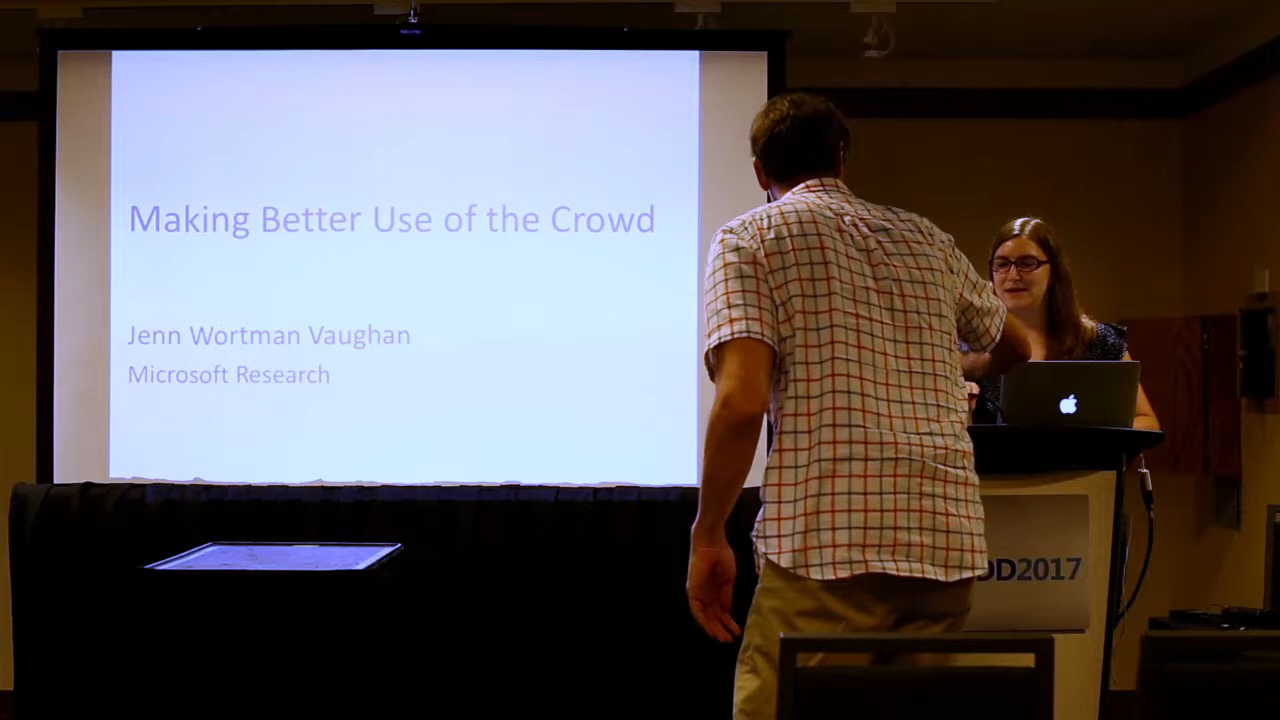 Making Better Use of the Crowd
Jenn Wortman Vaughan
Microsoft Research
DD2017